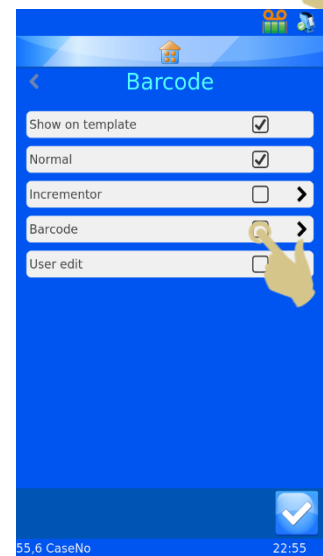 Barcode
Show on template
Normal
Incrementor
Barcode
User edit
55,6 CaseNo 22:55